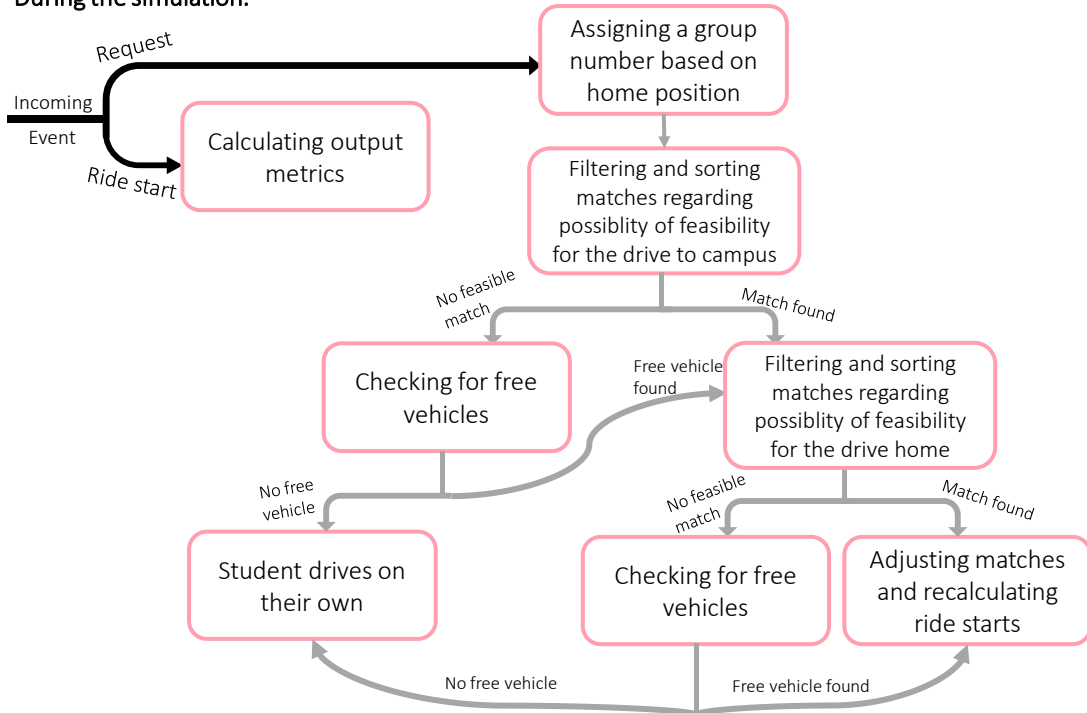 During the simulation:
Request
Incoming
Event
Ride start
Assigning a group
number based on
home position
Calculating output
metrics
Filtering and sorting
matches regarding
possiblity of feasibility
for the drive to campus
No feasible
match
Match found
Checking for free
vehicles
Free vehicle
found
Filtering and sorting
matches regarding
possiblity of feasibility
for the drive home
No free
vehicle
No feasible
match
Match found
Student drives on
their own
Checking for free
vehicles
Adjusting matches
and recalculating
ride starts
No free vehicle
Free vehicle found